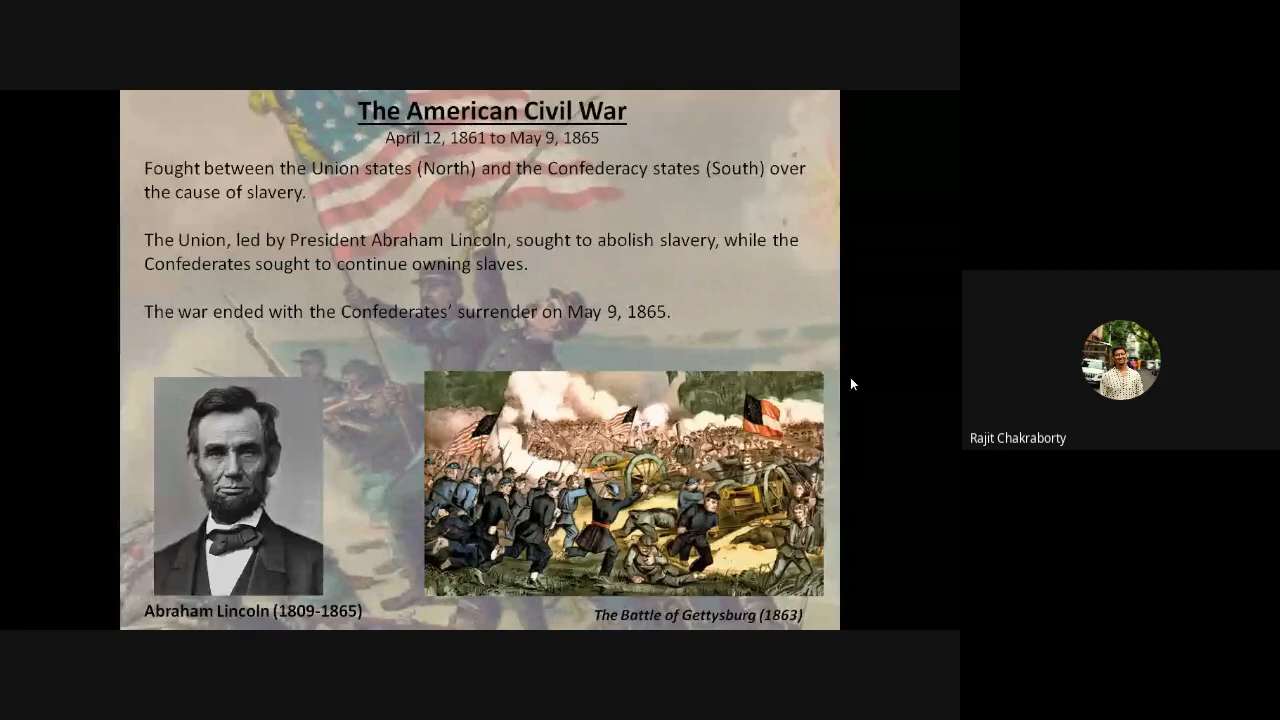 The American Civil War
April 12, 1861 to May 9, 1865
Fought between the Union states (North) and the Confederacy states (South) over
the cause of slavery.
The Union, led by President Abraham Lincoln, sought to abolish slavery, while the
Confederates sought to continue owning slaves.
The war ended with the Confederates’ surrender on May 9, 1865.
Abraham Lincoln (1809-1865)
The Battle of Gettysburg (1863)
Rajit Chakraborty